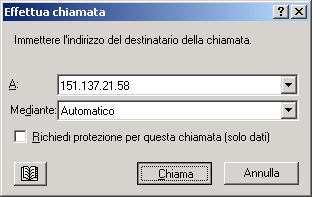 Effettua chiamata
Immettere l'indirizzo del destinatario della chiamata.
A: 151.137.21.58
Mediante: Automatico
Richiedi protezione per questa chiamata (solo dati)
Chiama Annulla